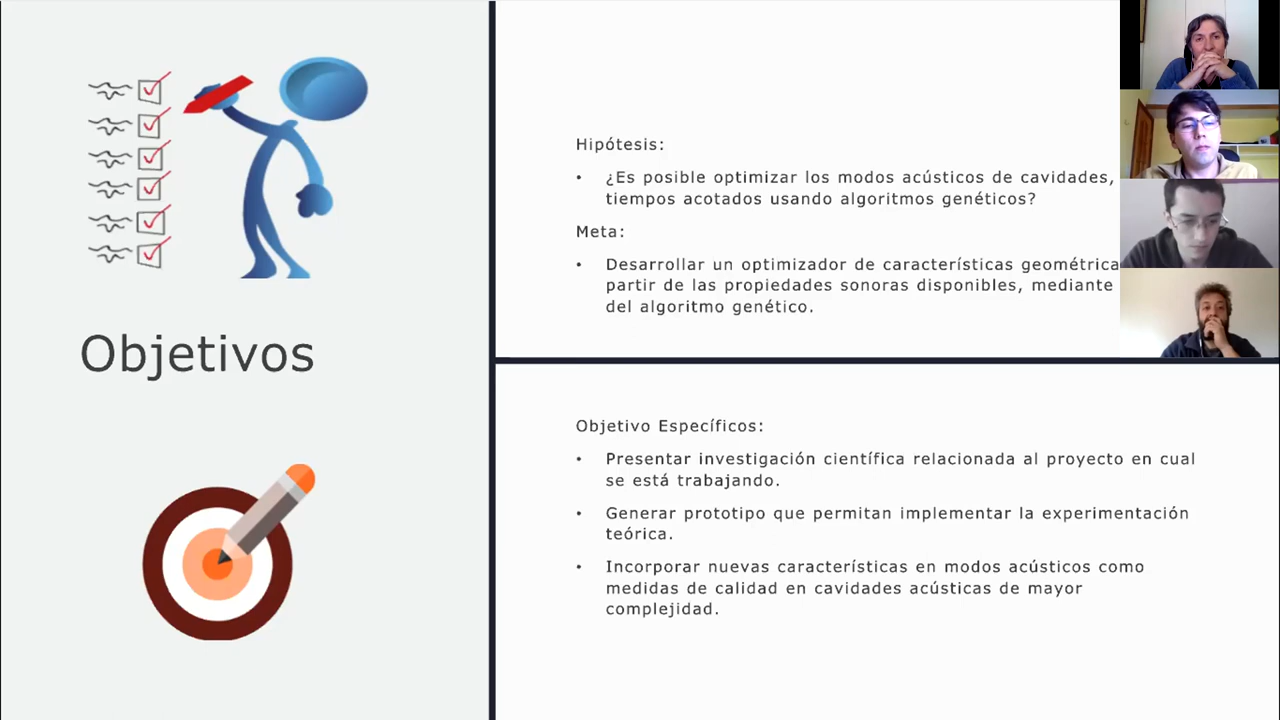 Objetivos
Hipótesis:
• ¿Es posible optimizar los modos acústicos de cavidades,
tiempos acotados usando algoritmos genéticos?
Meta:
• Desarrollar un optimizador de características geométrica
partir de las propiedades sonoras disponibles, mediante
del algoritmo genético.
Objetivo Específicos:
• Presentar investigación científica relacionada al proyecto en cual
se está trabajando.
• Generar prototipo que permitan implementar la experimentación
teórica.
• Incorporar nuevas características en modos acústicos como
medidas de calidad en cavidades acústicas de mayor
complejidad.